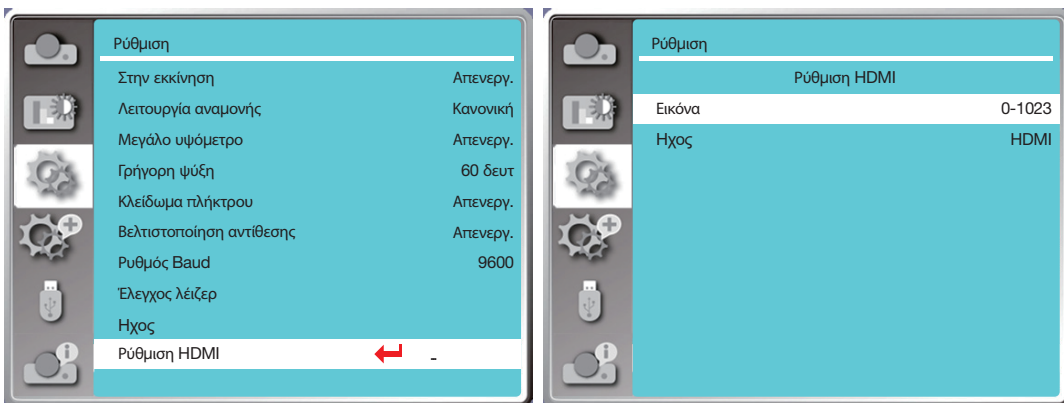 Ρύθμιση
Στην εκκίνηση Απενεργ.
Λειτουργία αναμονής Κανονική
Μεγάλο υψόμετρο Απενεργ.
Γρήγορη ψύξη 60 δευτ
Κλείδωμα πλήκτρου Απενεργ.
Βελτιστοποίηση αντίθεσης Απενεργ.
Ρυθμός Baud 9600
Έλεγχος λέιζερ
Ηχος
Ρύθμιση HDMI -
Ρύθμιση
Ρύθμιση HDMI
Εικόνα 0-1023
Ηχος HDMI